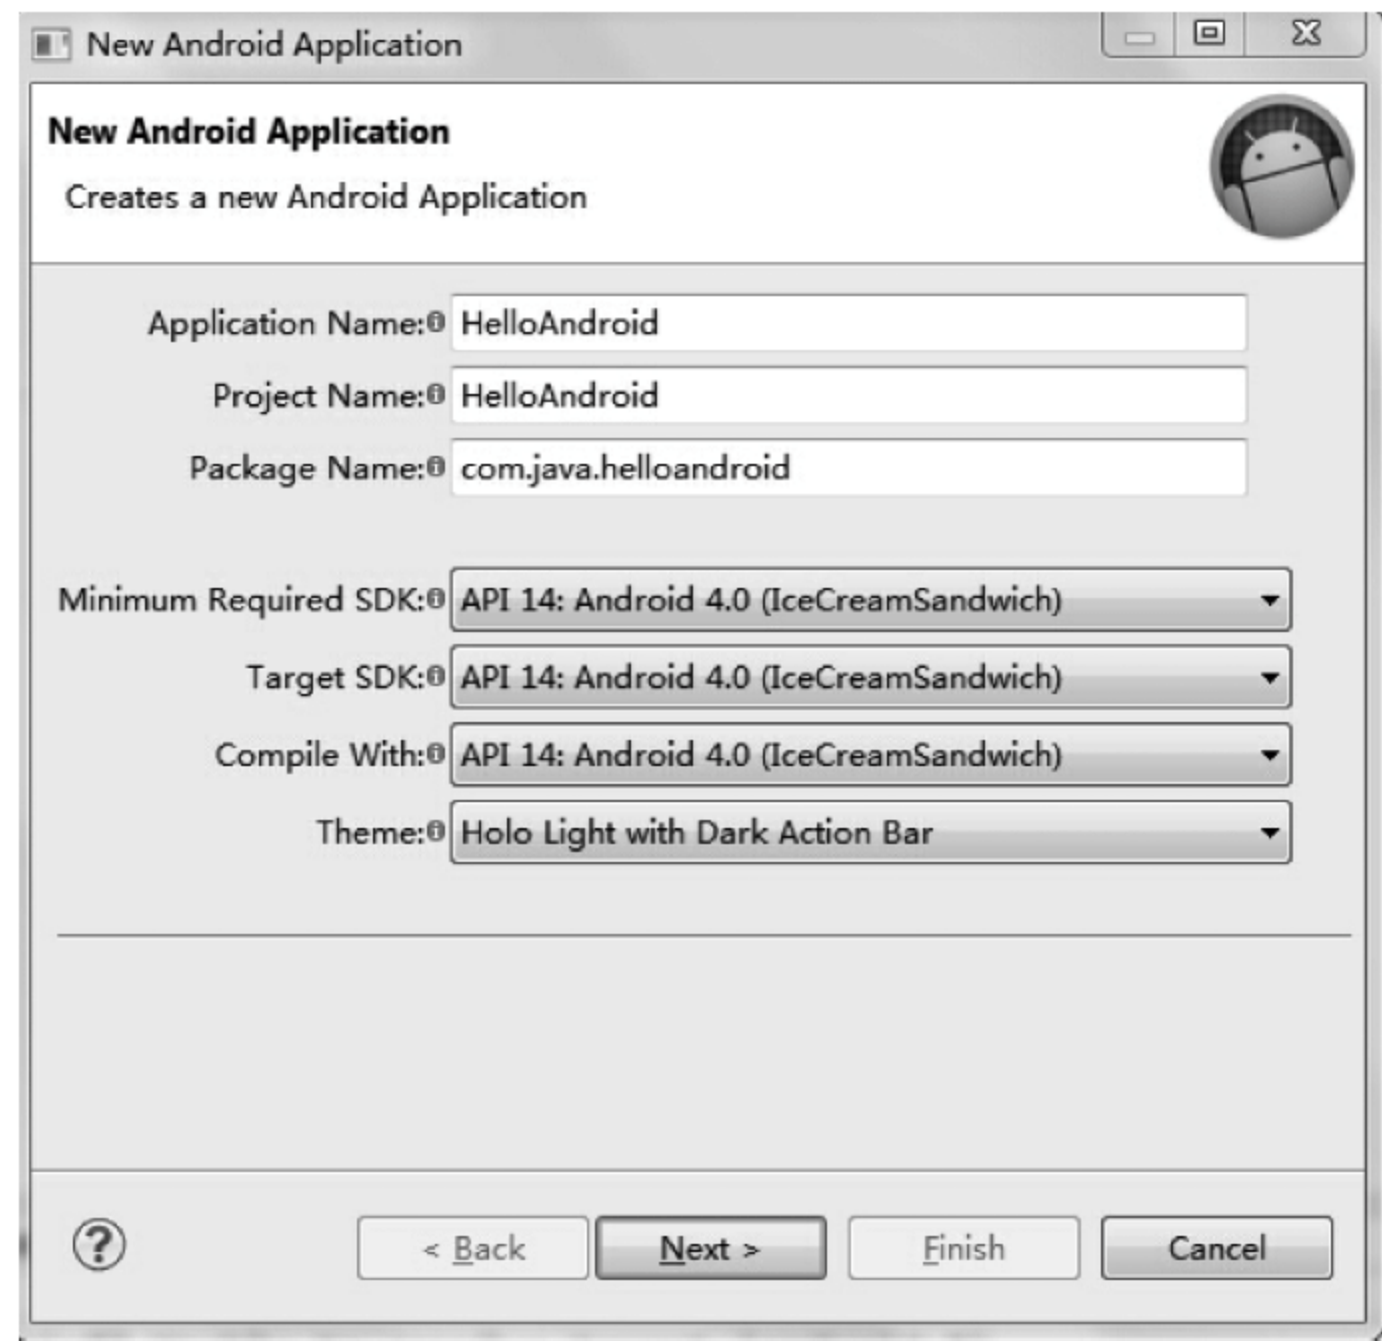 New Android Application
New Android Application
Creates a new Android Application
Application Name: HelloAndroid
Project Name: HelloAndroid
Package Name: com.java.helloandroid
Minimum Required SDK: API 14: Android 4.0 (IceCreamSandwich)
Target SDK: API 14: Android 4.0 (IceCreamSandwich)
Compile With: API 14: Android 4.0 (IceCreamSandwich)
Theme: Holo Light with Dark Action Bar
? < Back Next > Finish Cancel